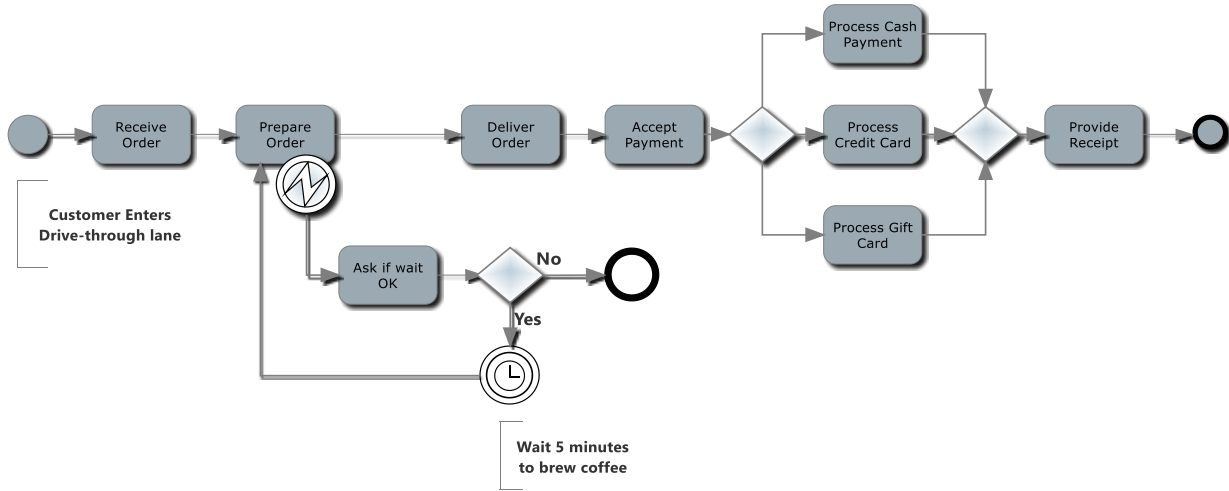 Process Cash
Payment
Receive
Order
Prepare
Order
Deliver
Order
Accept
Payment
Process
Credit Card
Provide
Receipt
Customer Enters
Drive-through lane
Process Gift
Card
Ask if wait
OK
No
Yes
Wait 5 minutes
to brew coffee